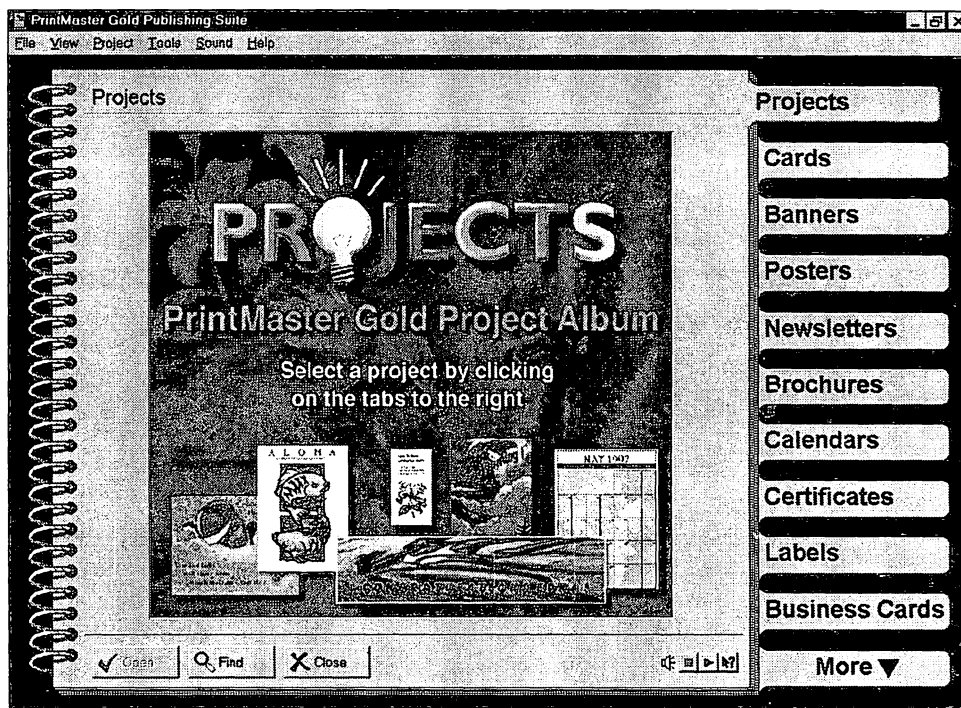 PrintMaster Gold Publishing Suite
File View Project Tools Sound Help
Projects
PROJECTS
PrintMaster Gold Project Album
Select a project by clicking
on the tabs to the right
ALOHA
Open Find Close
Projects
Cards
Banners
Posters
Newsletters
Brochures
Calendars
Certificates
Labels
Business Cards
More